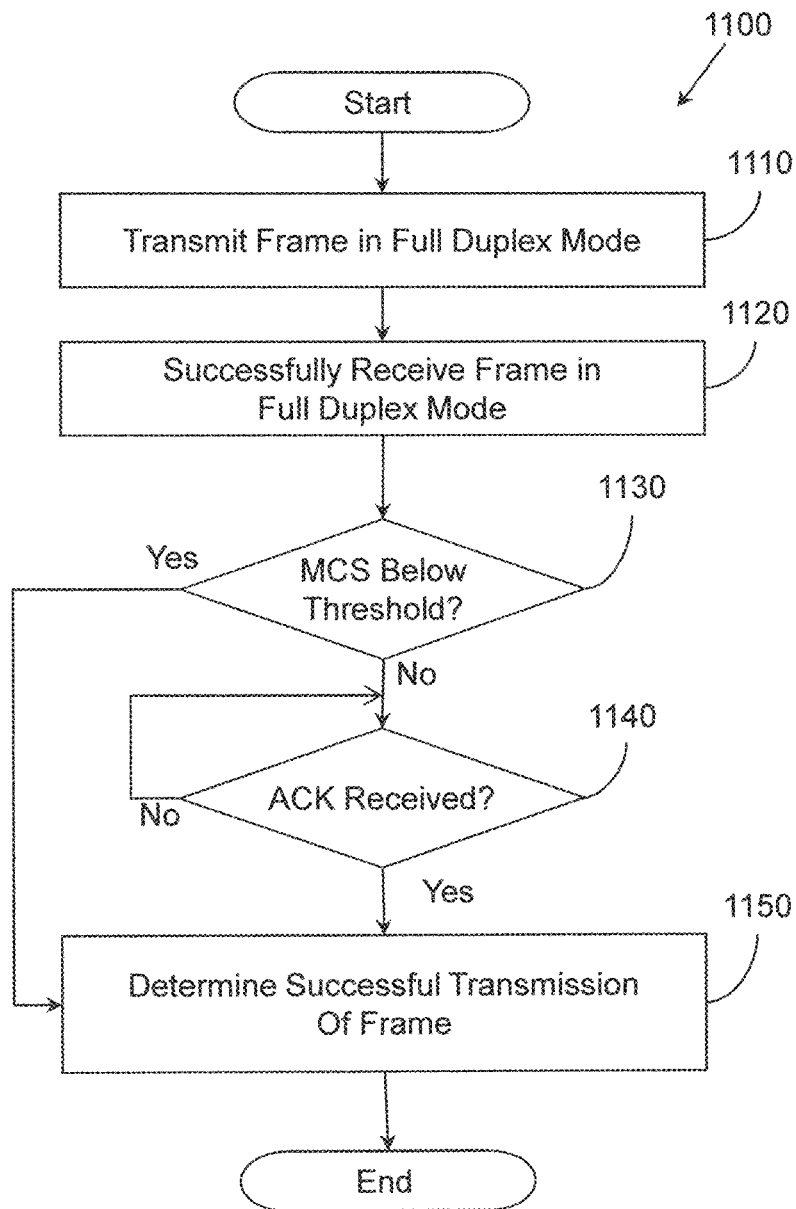 1100
Start
1110
Transmit Frame in Full Duplex Mode
1120
Successfully Receive Frame in
Full Duplex Mode
1130
Yes
MCS Below
Threshold?
No
1140
ACK Received?
No
Yes
1150
Determine Successful Transmission
Of Frame
End